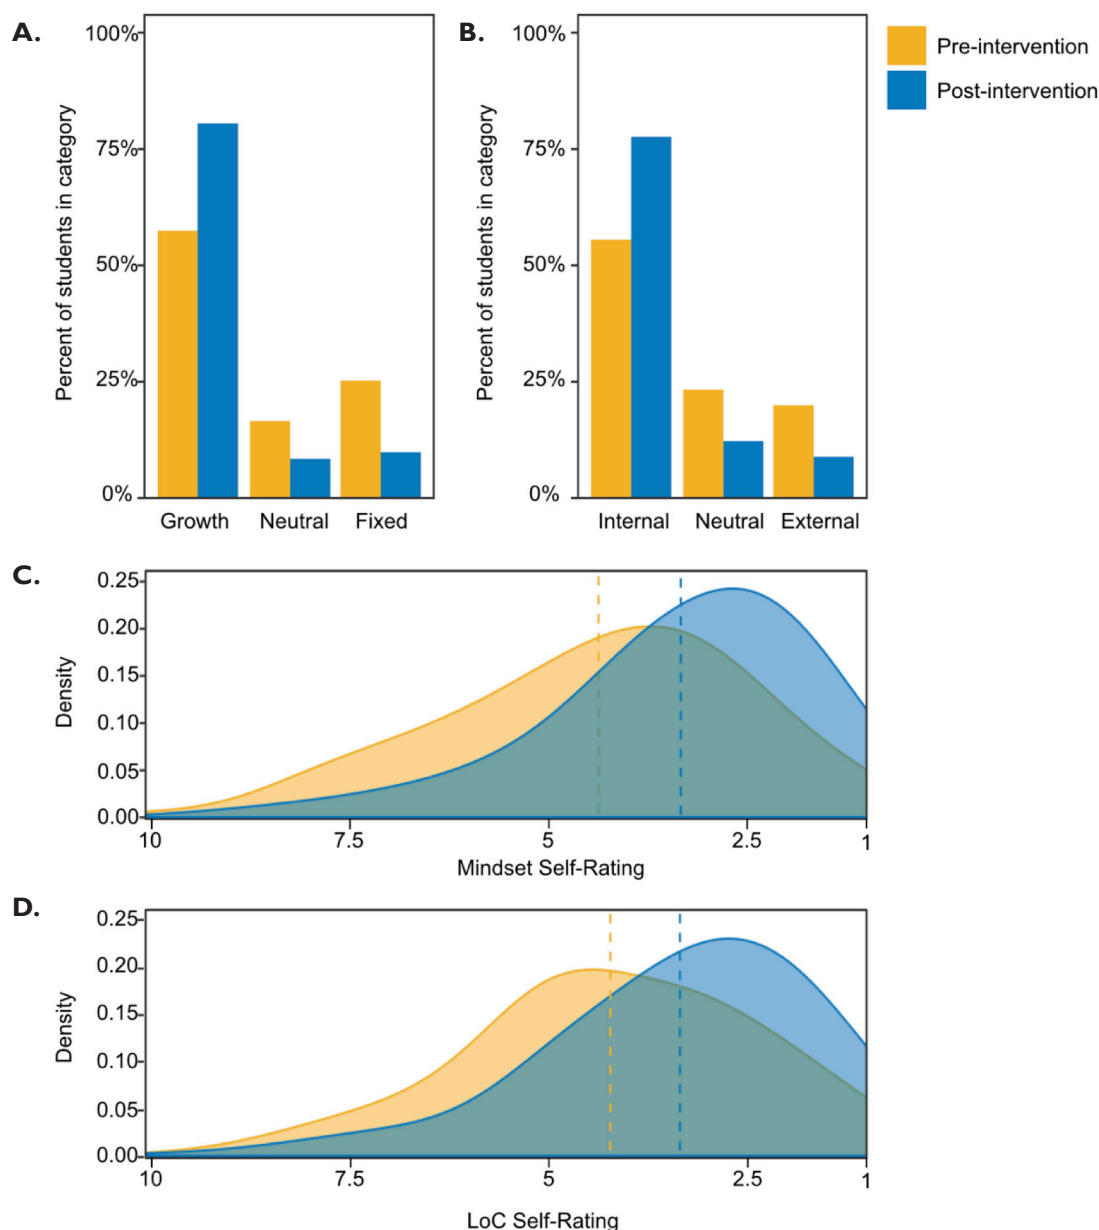 A.
100%
75%
50%
25%
0%
Percent of students in category
Growth Neutral Fixed
B.
100%
75%
50%
25%
0%
Percent of students in category
Internal Neutral External
Pre-intervention
Post-intervention
C.
0.25
0.20
0.15
0.10
0.05
0.00
Density
10 7.5 5 2.5 1
Mindset Self-Rating
D.
0.25
0.20
0.15
0.10
0.05
0.00
Density
10 7.5 5 2.5 1
LoC Self-Rating